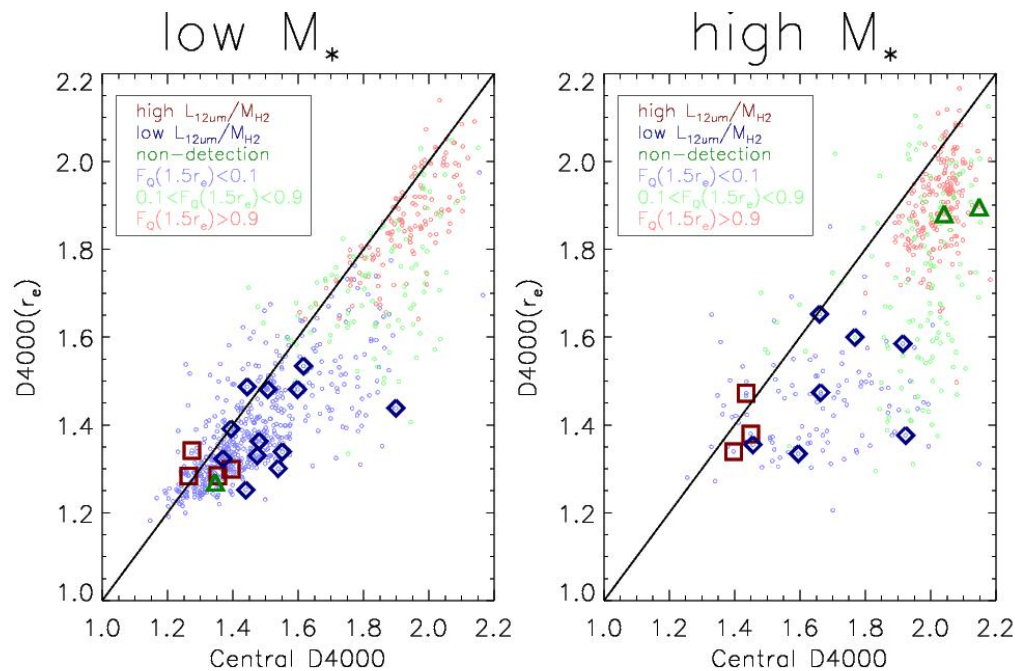 low M*
high M*
high L12um/MH2
low L12um/MH2
non-detection
FQ(1.5re)<0.1
0.1<FQ(1.5re)<0.9
FQ(1.5re)>0.9
high L12um/MH2
low L12um/MH2
non-detection
FQ(1.5re)<0.1
0.1<FQ(1.5re)<0.9
FQ(1.5re)>0.9
D4000(re)
2.2
2.0
1.8
1.6
1.4
1.2
1.0
1.0 1.2 1.4 1.6 1.8 2.0 2.2
Central D4000
D4000(re)
2.2
2.0
1.8
1.6
1.4
1.2
1.0
1.0 1.2 1.4 1.6 1.8 2.0 2.2
Central D4000